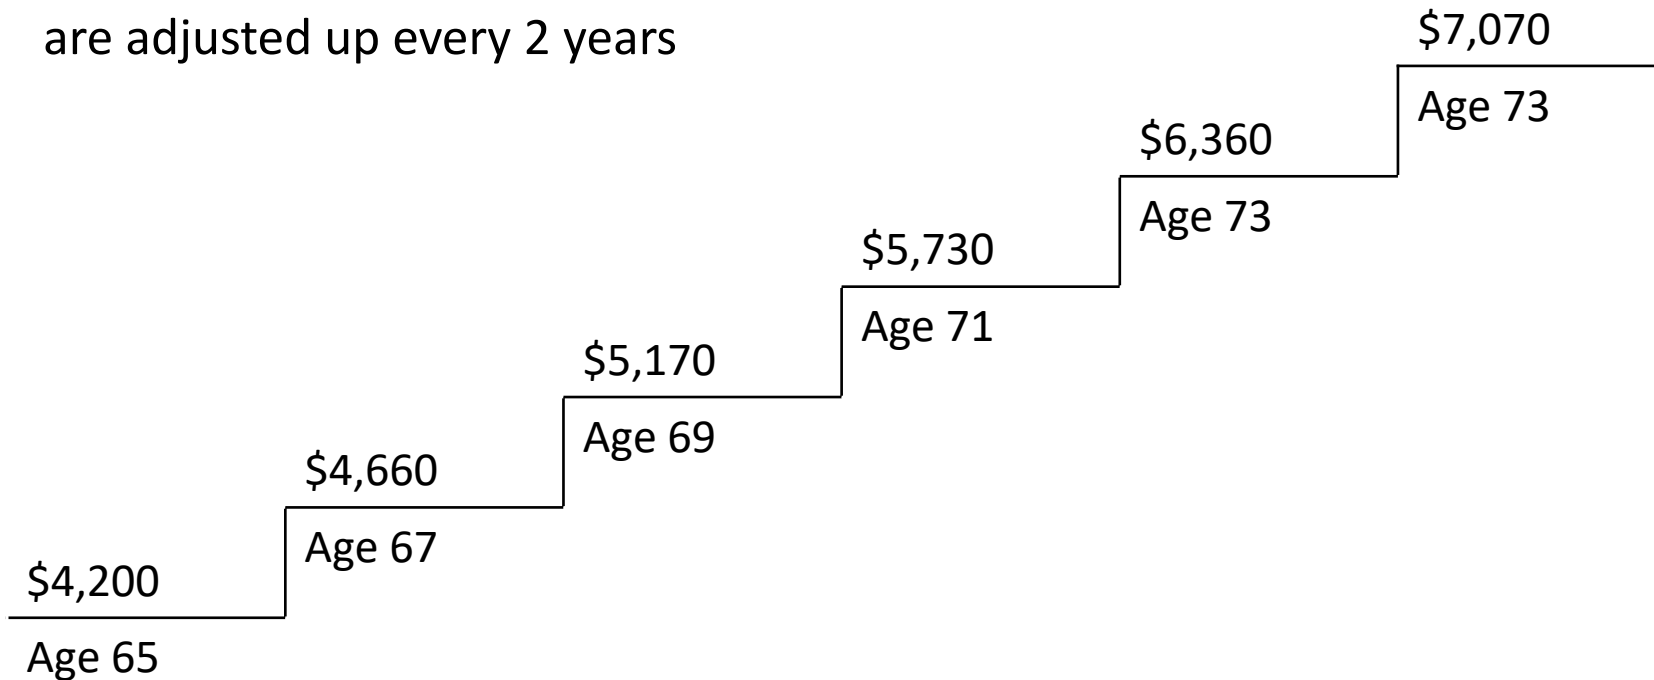 are adjusted up every 2 years
$7,070
Age 73
$6,360
Age 73
$5,730
Age 71
$5,170
Age 69
$4,660
Age 67
$4,200
Age 65